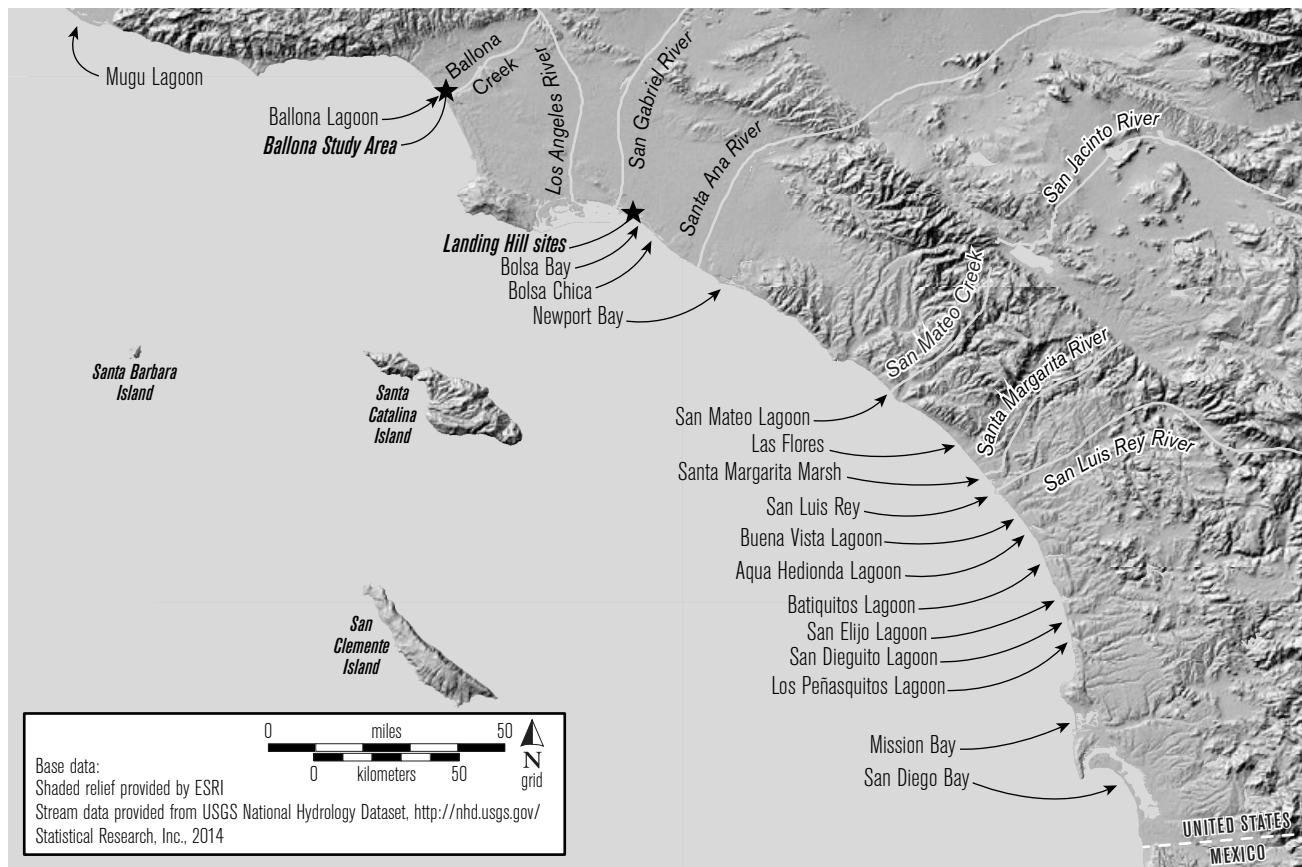 Mugu Lagoon
Ballona
Creek
Los Angeles River
San Gabriel River
Santa Ana River
San Jacinto River
Ballona Lagoon
Ballona Study Area
Landing Hill sites
Bolsa Bay
Bolsa Chica
Newport Bay
San Mateo Creek
Santa Margarita River
San Luis Rey River
Santa Barbara
Island
Santa
Catalina
Island
San Mateo Lagoon
Las Flores
Santa Margarita Marsh
San Luis Rey
Buena Vista Lagoon
Aqua Hedionda Lagoon
Batiquitos Lagoon
San Elijo Lagoon
San Dieguito Lagoon
Los Peñasquitos Lagoon
San
Clemente
Island
Mission Bay
San Diego Bay
0 miles 50
0 kilometers 50
N
grid
Base data:
Shaded relief provided by ESRI
Stream data provided from USGS National Hydrology Dataset, http://nhd.usgs.gov/
Statistical Research, Inc., 2014
UNITED STATES
MEXICO